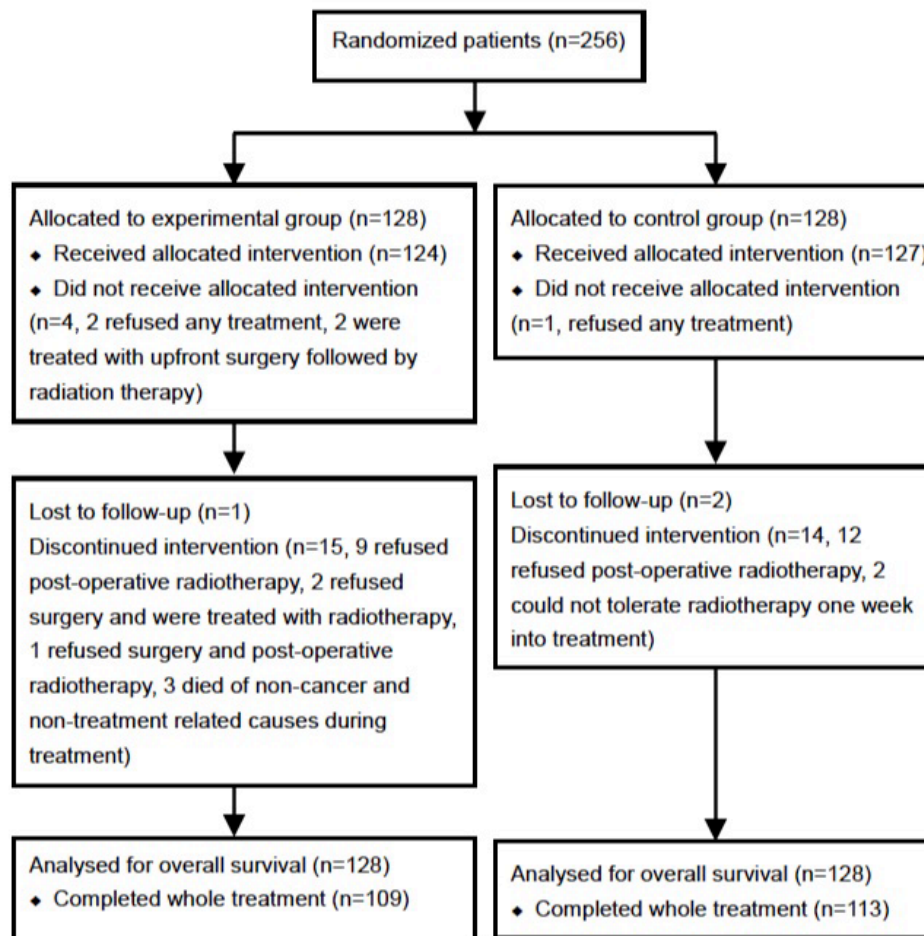 Randomized patients (n=256)
Allocated to experimental group (n=128)
◆ Received allocated intervention (n=124)
◆ Did not receive allocated intervention
(n=4, 2 refused any treatment, 2 were
treated with upfront surgery followed by
radiation therapy)
Allocated to control group (n=128)
◆ Received allocated intervention (n=127)
◆ Did not receive allocated intervention
(n=1, refused any treatment)
Lost to follow-up (n=1)
Discontinued intervention (n=15, 9 refused
post-operative radiotherapy, 2 refused
surgery and were treated with radiotherapy,
1 refused surgery and post-operative
radiotherapy, 3 died of non-cancer and
non-treatment related causes during
treatment)
Lost to follow-up (n=2)
Discontinued intervention (n=14, 12
refused post-operative radiotherapy, 2
could not tolerate radiotherapy one week
into treatment)
Analysed for overall survival (n=128)
◆ Completed whole treatment (n=109)
Analysed for overall survival (n=128)
◆ Completed whole treatment (n=113)